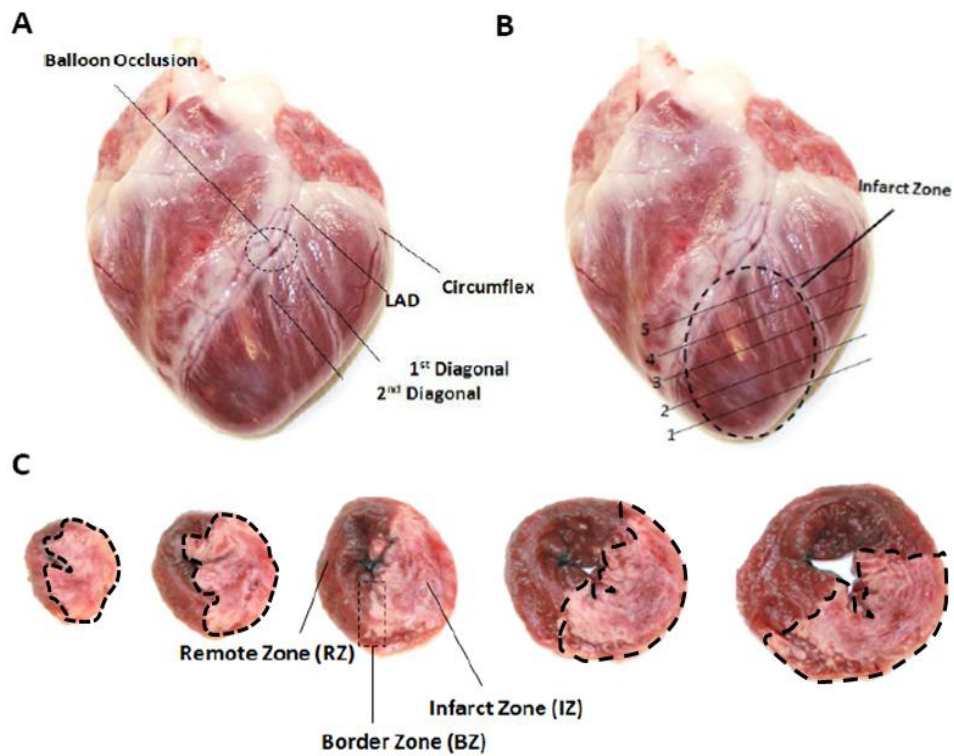 A
B
Balloon Occlusion
Infarct Zone
Circumflex
LAD
1st Diagonal
2nd Diagonal
5
4
3
2
1
C
Remote Zone (RZ)
Infarct Zone (IZ)
Border Zone (BZ)